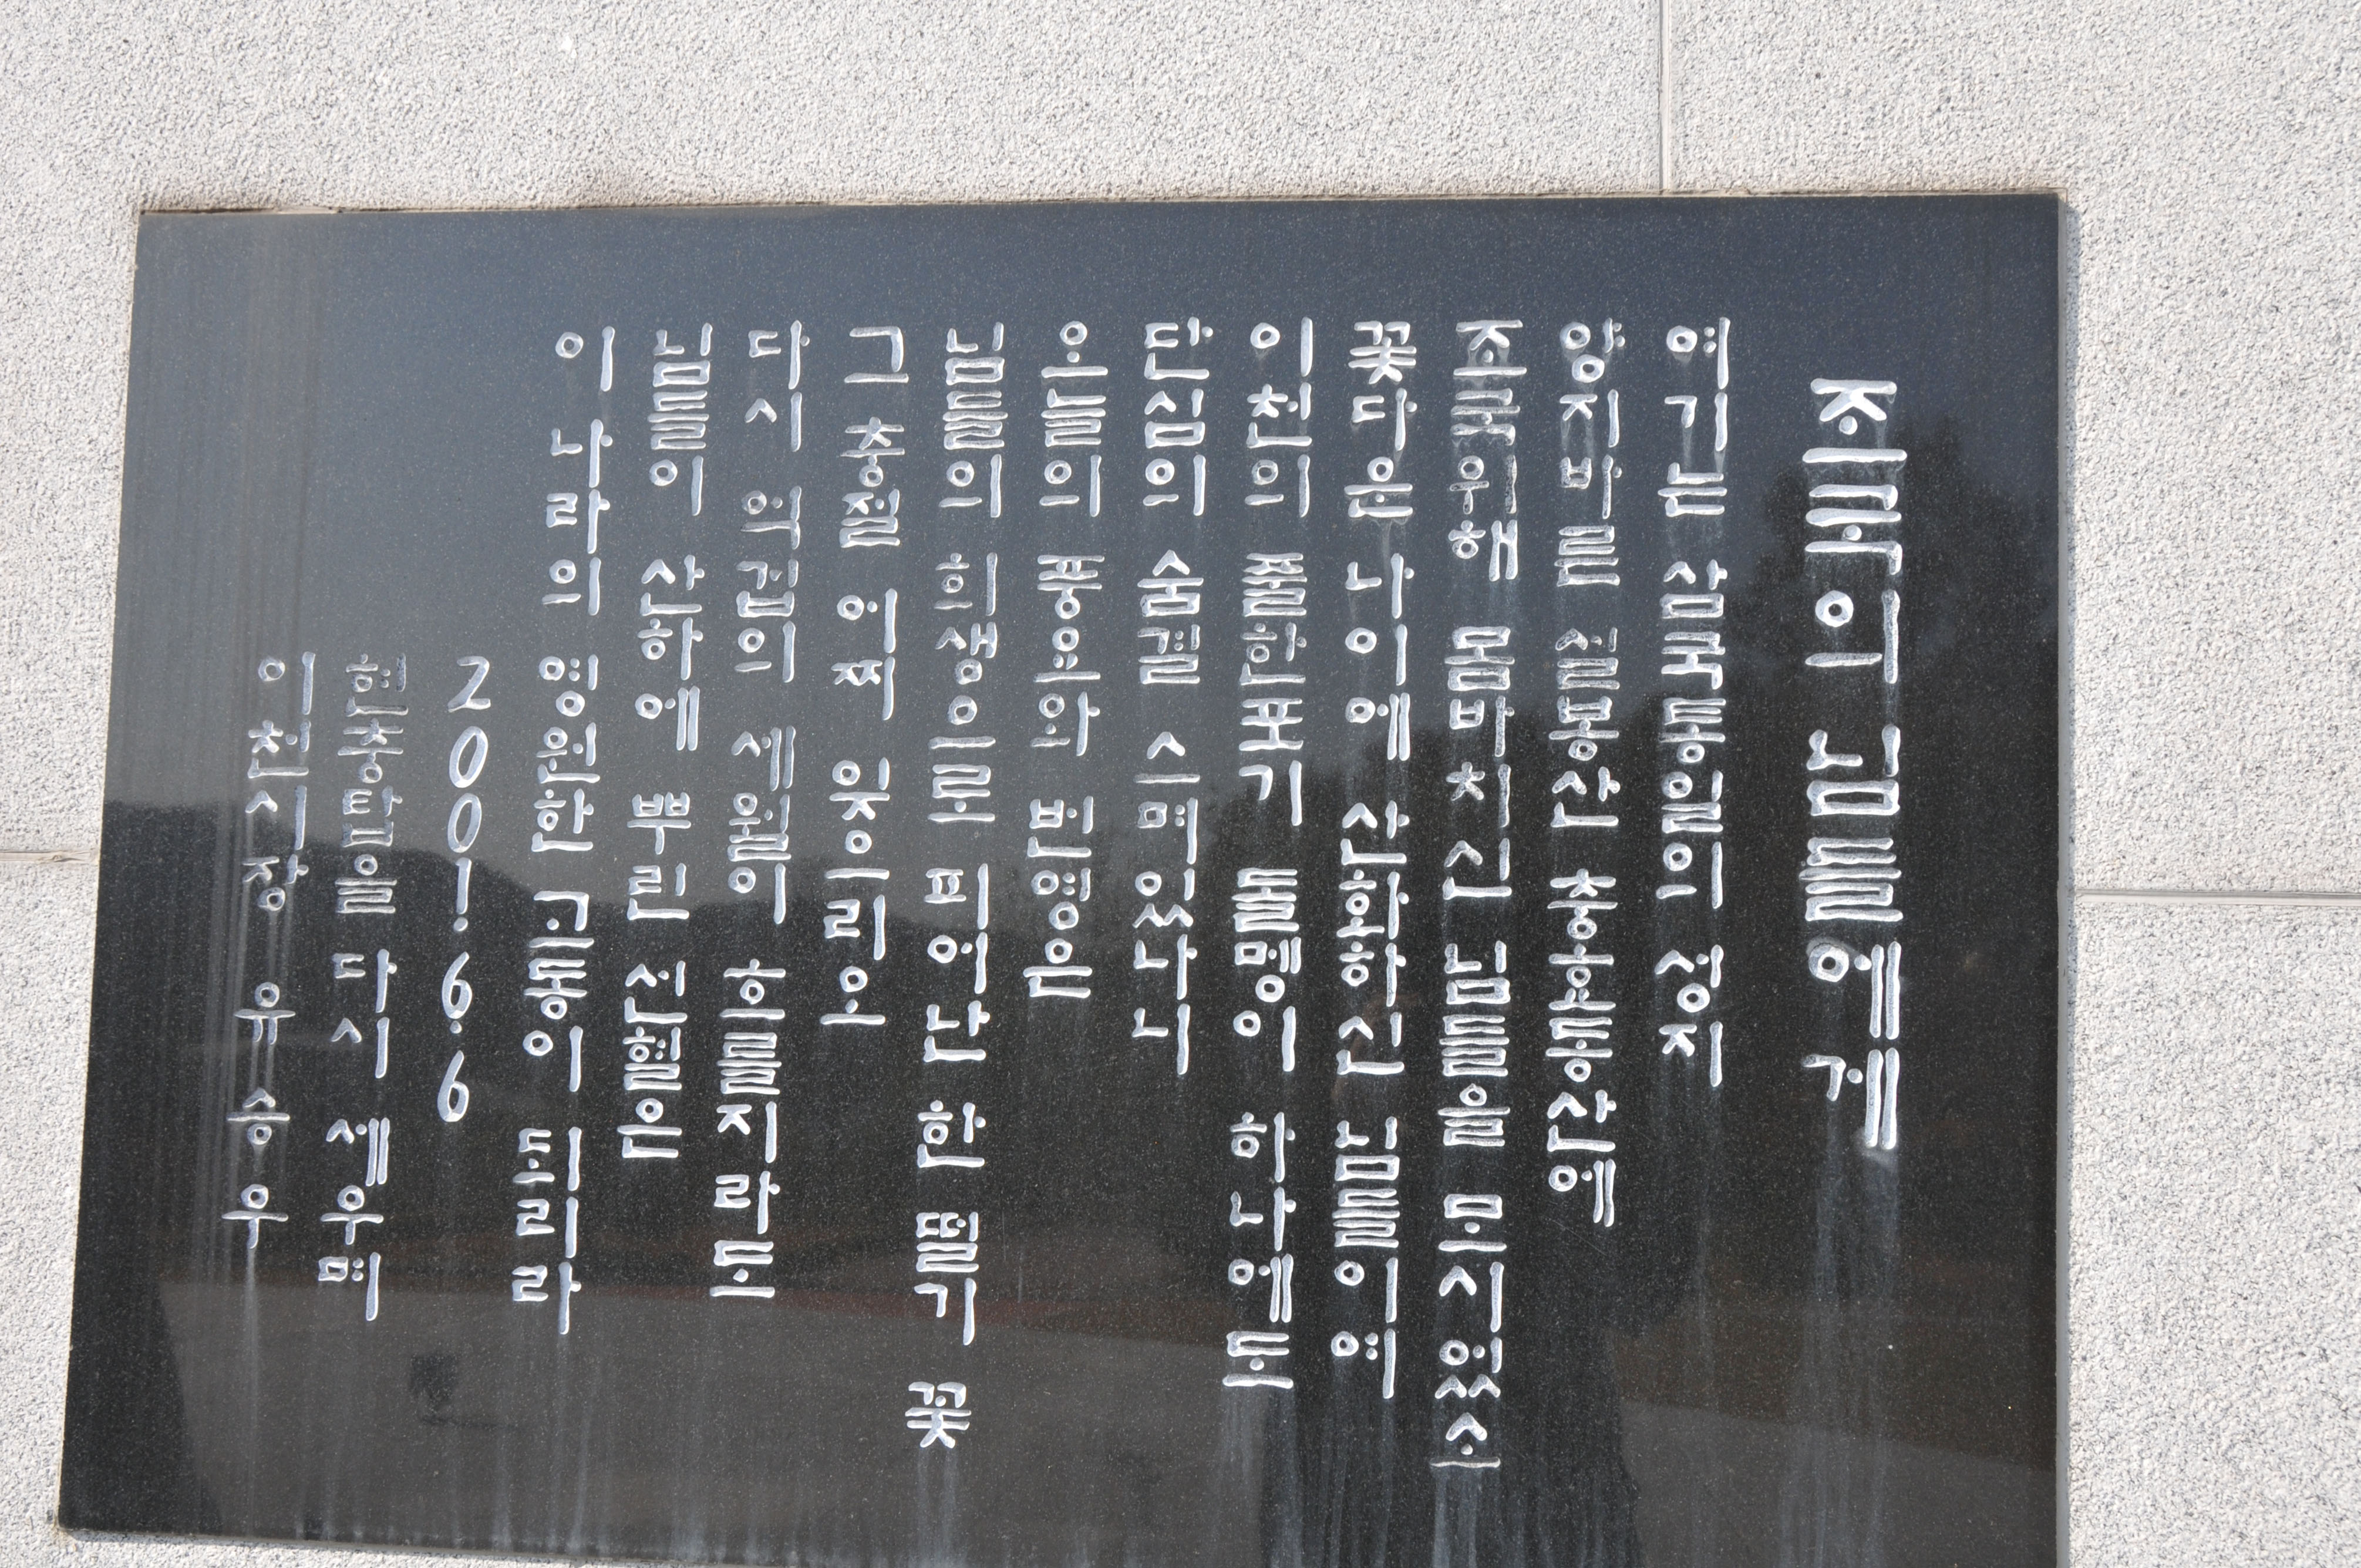 조국의 님들에게
여기는 삼국통일의 성지
양지바른 설봉산 충효동산에
조국위해 몸바치신 님들을 모시었소
꽃다운 나이에 산화하신 님들이여
이천의 풀한포기 돌멩이 하나에도
단심의 숨결 스며있나니
오늘의 풍요와 번영은
님들의 희생으로 피어난 한 떨기 꽃
그 충절 어찌 잊으리오
다시 억겁의 세월이 흐를지라도
님들이 산하에 뿌린 선혈은
이 나라의 영원한 고동이 되리라
2001.6.6
현충탑을 다시 세우며
이천시장 유 승 우